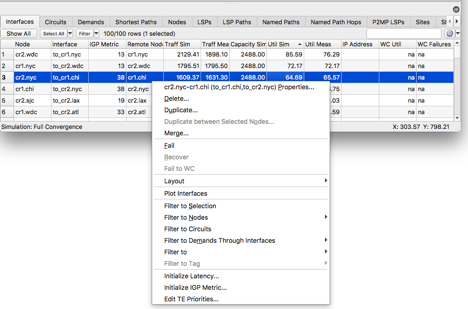 Interfaces Circuits Demands Shortest Paths Nodes LSPs LSP Paths Named Paths Named Path Hops P2MP LSPs Sites
Show All Select All Filter 100/100 rows (1 selected)
Node Interface IGP Metric Remote Node Traff Sim Traff Mea Capacity Sim Util Sim Util Meas IP Address WC Util WC Failures
1 cr2.wdc to_cr2.nyc 13 cr2.nyc 2129.41 1898.10 2488.00 85.59 76.29 na na
2 cr1.nyc to_cr1.wdc 13 cr1.wdc 1795.51 1795.50 2488.00 72.17 72.17 na na
3 cr2.nyc to_cr1.chi 38 cr1.chi 1609.37 1631.30 2488.00 64.69 65.57 na na
4 cr1.chi to_cr2.nyc 38 cr2.nyc na na
5 cr2.sjc to_cr2.lax 19 cr2.lax na na
6 cr1.wdc to_cr2.atl 33 cr2.atl na na
Simulation: Full Convergence X: 303.57 Y: 798.21
cr2.nyc-cr1.chi (to_cr1.chi,to_cr2.nyc) Properties...
Delete...
Duplicate...
Duplicate between Selected Nodes...
Merge...
Fail
Recover
Fail to WC
Layout
Plot Interfaces
Filter to Selection
Filter to Nodes
Filter to Circuits
Filter to Demands Through Interfaces
Filter to
Filter to Tag
Initialize Latency...
Initialize IGP Metric...
Edit TE Priorities...